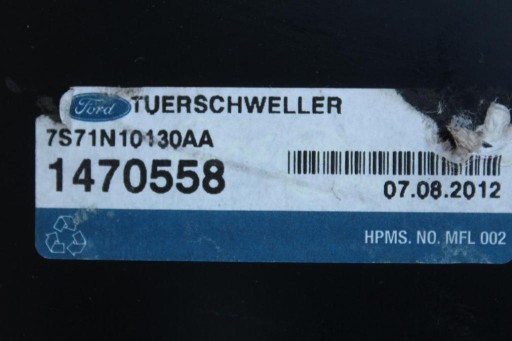 Ford TUERSCHWELLER
7S71N10130AA
1470558
07.08.2012
HPMS. NO. MFL 002